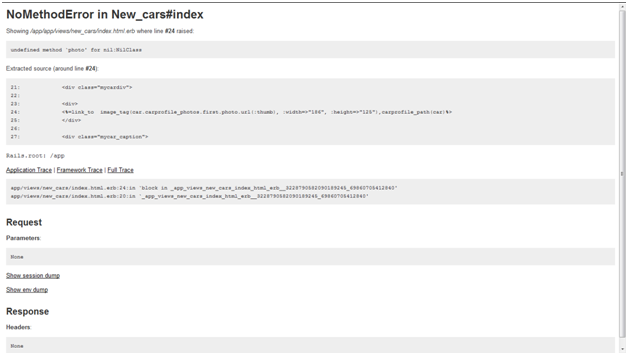 NoMethodError in New_cars#index
Showing /app/app/views/new_cars/index.html.erb where line #24 raised:
undefined method `photo' for nil:NilClass
Extracted source (around line #24):
21: <div class="mycardiv">
22:
23: <div>
24: <%=link_to image_tag(car.carprofile_photos.first.photo.url(:thumb), :width=>"186", :height=>"125"),carprofile_path(car)%>
25: </div>
26:
27: <div class="mycar_caption">
Rails.root: /app
Application Trace | Framework Trace | Full Trace
app/views/new_cars/index.html.erb:24:in `block in
app/views/new_cars/index.html.erb:20:in
Request
Parameters:
None
Show session dump
Show env dump
Response
Headers:
None